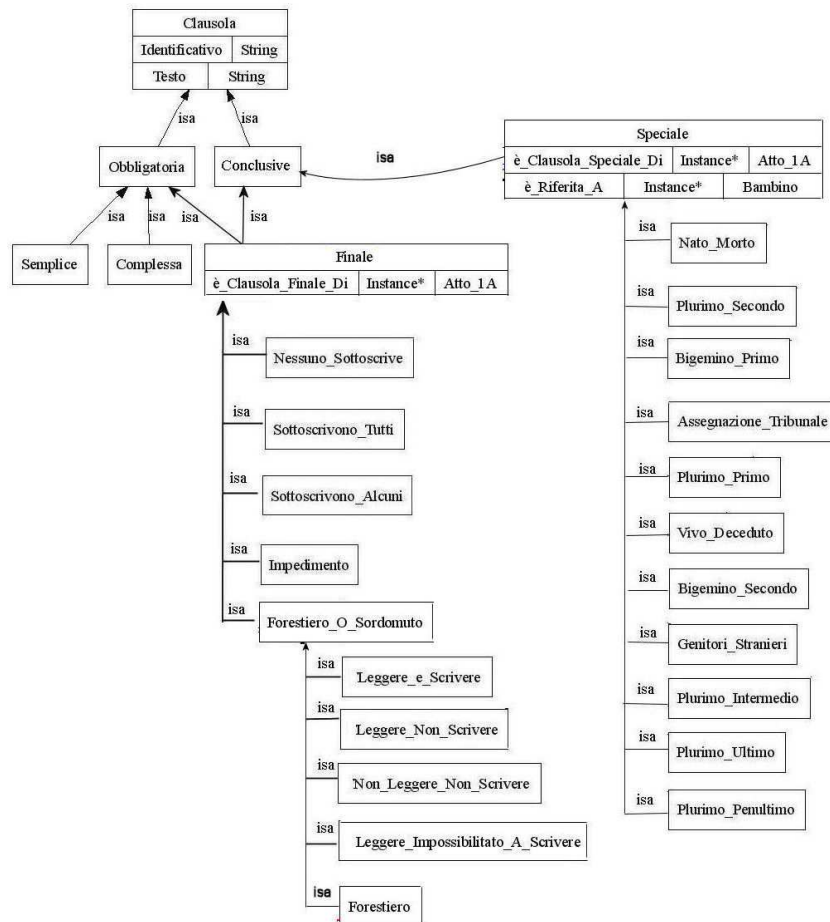 Clausola
Identificativo String
Testo String
isa isa
Obbligatoria Conclusive
isa
Speciale
è_Clausola_Speciale_Di Instance* Atto_1A
è_Riferita_A Instance* Bambino
isa isa isa isa
Semplice Complessa
Finale
è_Clausola_Finale_Di Instance* Atto_1A
isa
Nessuno_Sottoscrive
isa
Sottoscrivono_Tutti
isa
Sottoscrivono_Alcuni
isa
Impedimento
isa
Forestiero_O_Sordomuto
isa
Leggere_e_Scrivere
isa
Leggere_Non_Scrivere
isa
Non_Leggere_Non_Scrivere
isa
Leggere_Impossibilitato_A_Scrivere
isa
Forestiero
isa
Nato_Morto
isa
Plurimo_Secondo
isa
Bigemino_Primo
isa
Assegnazione_Tribunale
isa
Plurimo_Primo
isa
Vivo_Deceduto
isa
Bigemino_Secondo
isa
Genitori_Stranieri
isa
Plurimo_Intermedio
isa
Plurimo_Ultimo
isa
Plurimo_Penultimo